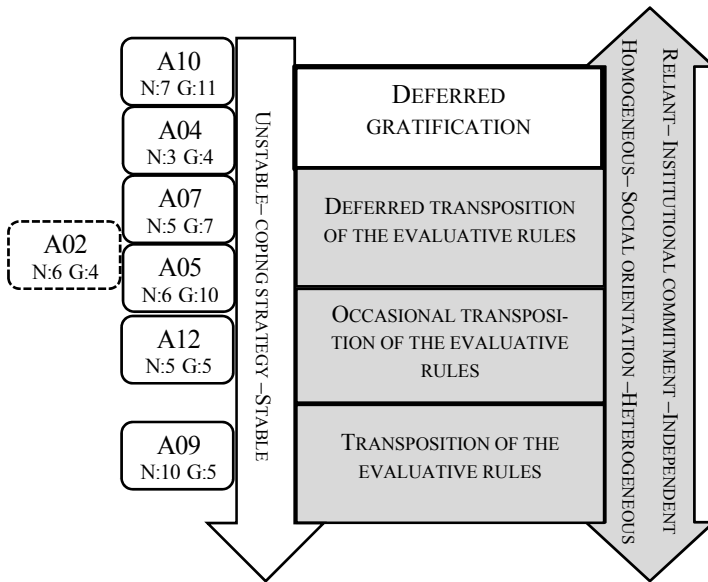 A10
N:7 G:11
A04
N:3 G:4
A07
N:5 G:7
A02
N:6 G:4
A05
N:6 G:10
A12
N:5 G:5
A09
N:10 G:5
UNSTABLE– COPING STRATEGY –STABLE
DEFERRED
GRATIFICATION
DEFERRED TRANSPOSITION
OF THE EVALUATIVE RULES
OCCASIONAL TRANSPOSI-
TION OF THE EVALUATIVE
RULES
TRANSPOSITION OF THE
EVALUATIVE RULES
HOMOGENEOUS– SOCIAL ORIENTATION –HETEROGENEOUS
RELIANT– INSTITUTIONAL COMMITMENT –INDEPENDENT